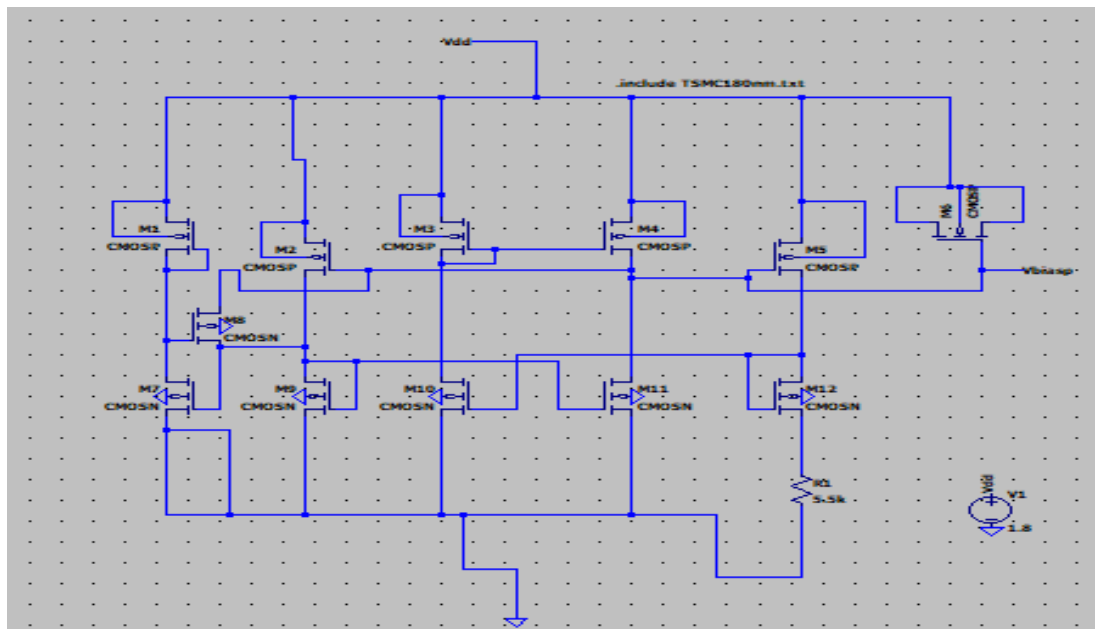 Vdd
.include TSMC180nm.txt
M1
CMOSP
M2
CMOSP
M3
CMOSP
M4
CMOSP
M5
CMOSP
M6
CMOSP
Vbiasp
M8
CMOSN
M7
CMOSN
M9
CMOSN
M10
CMOSN
M11
CMOSN
M12
CMOSN
R1
5.5k
Vdd
V1
1.8